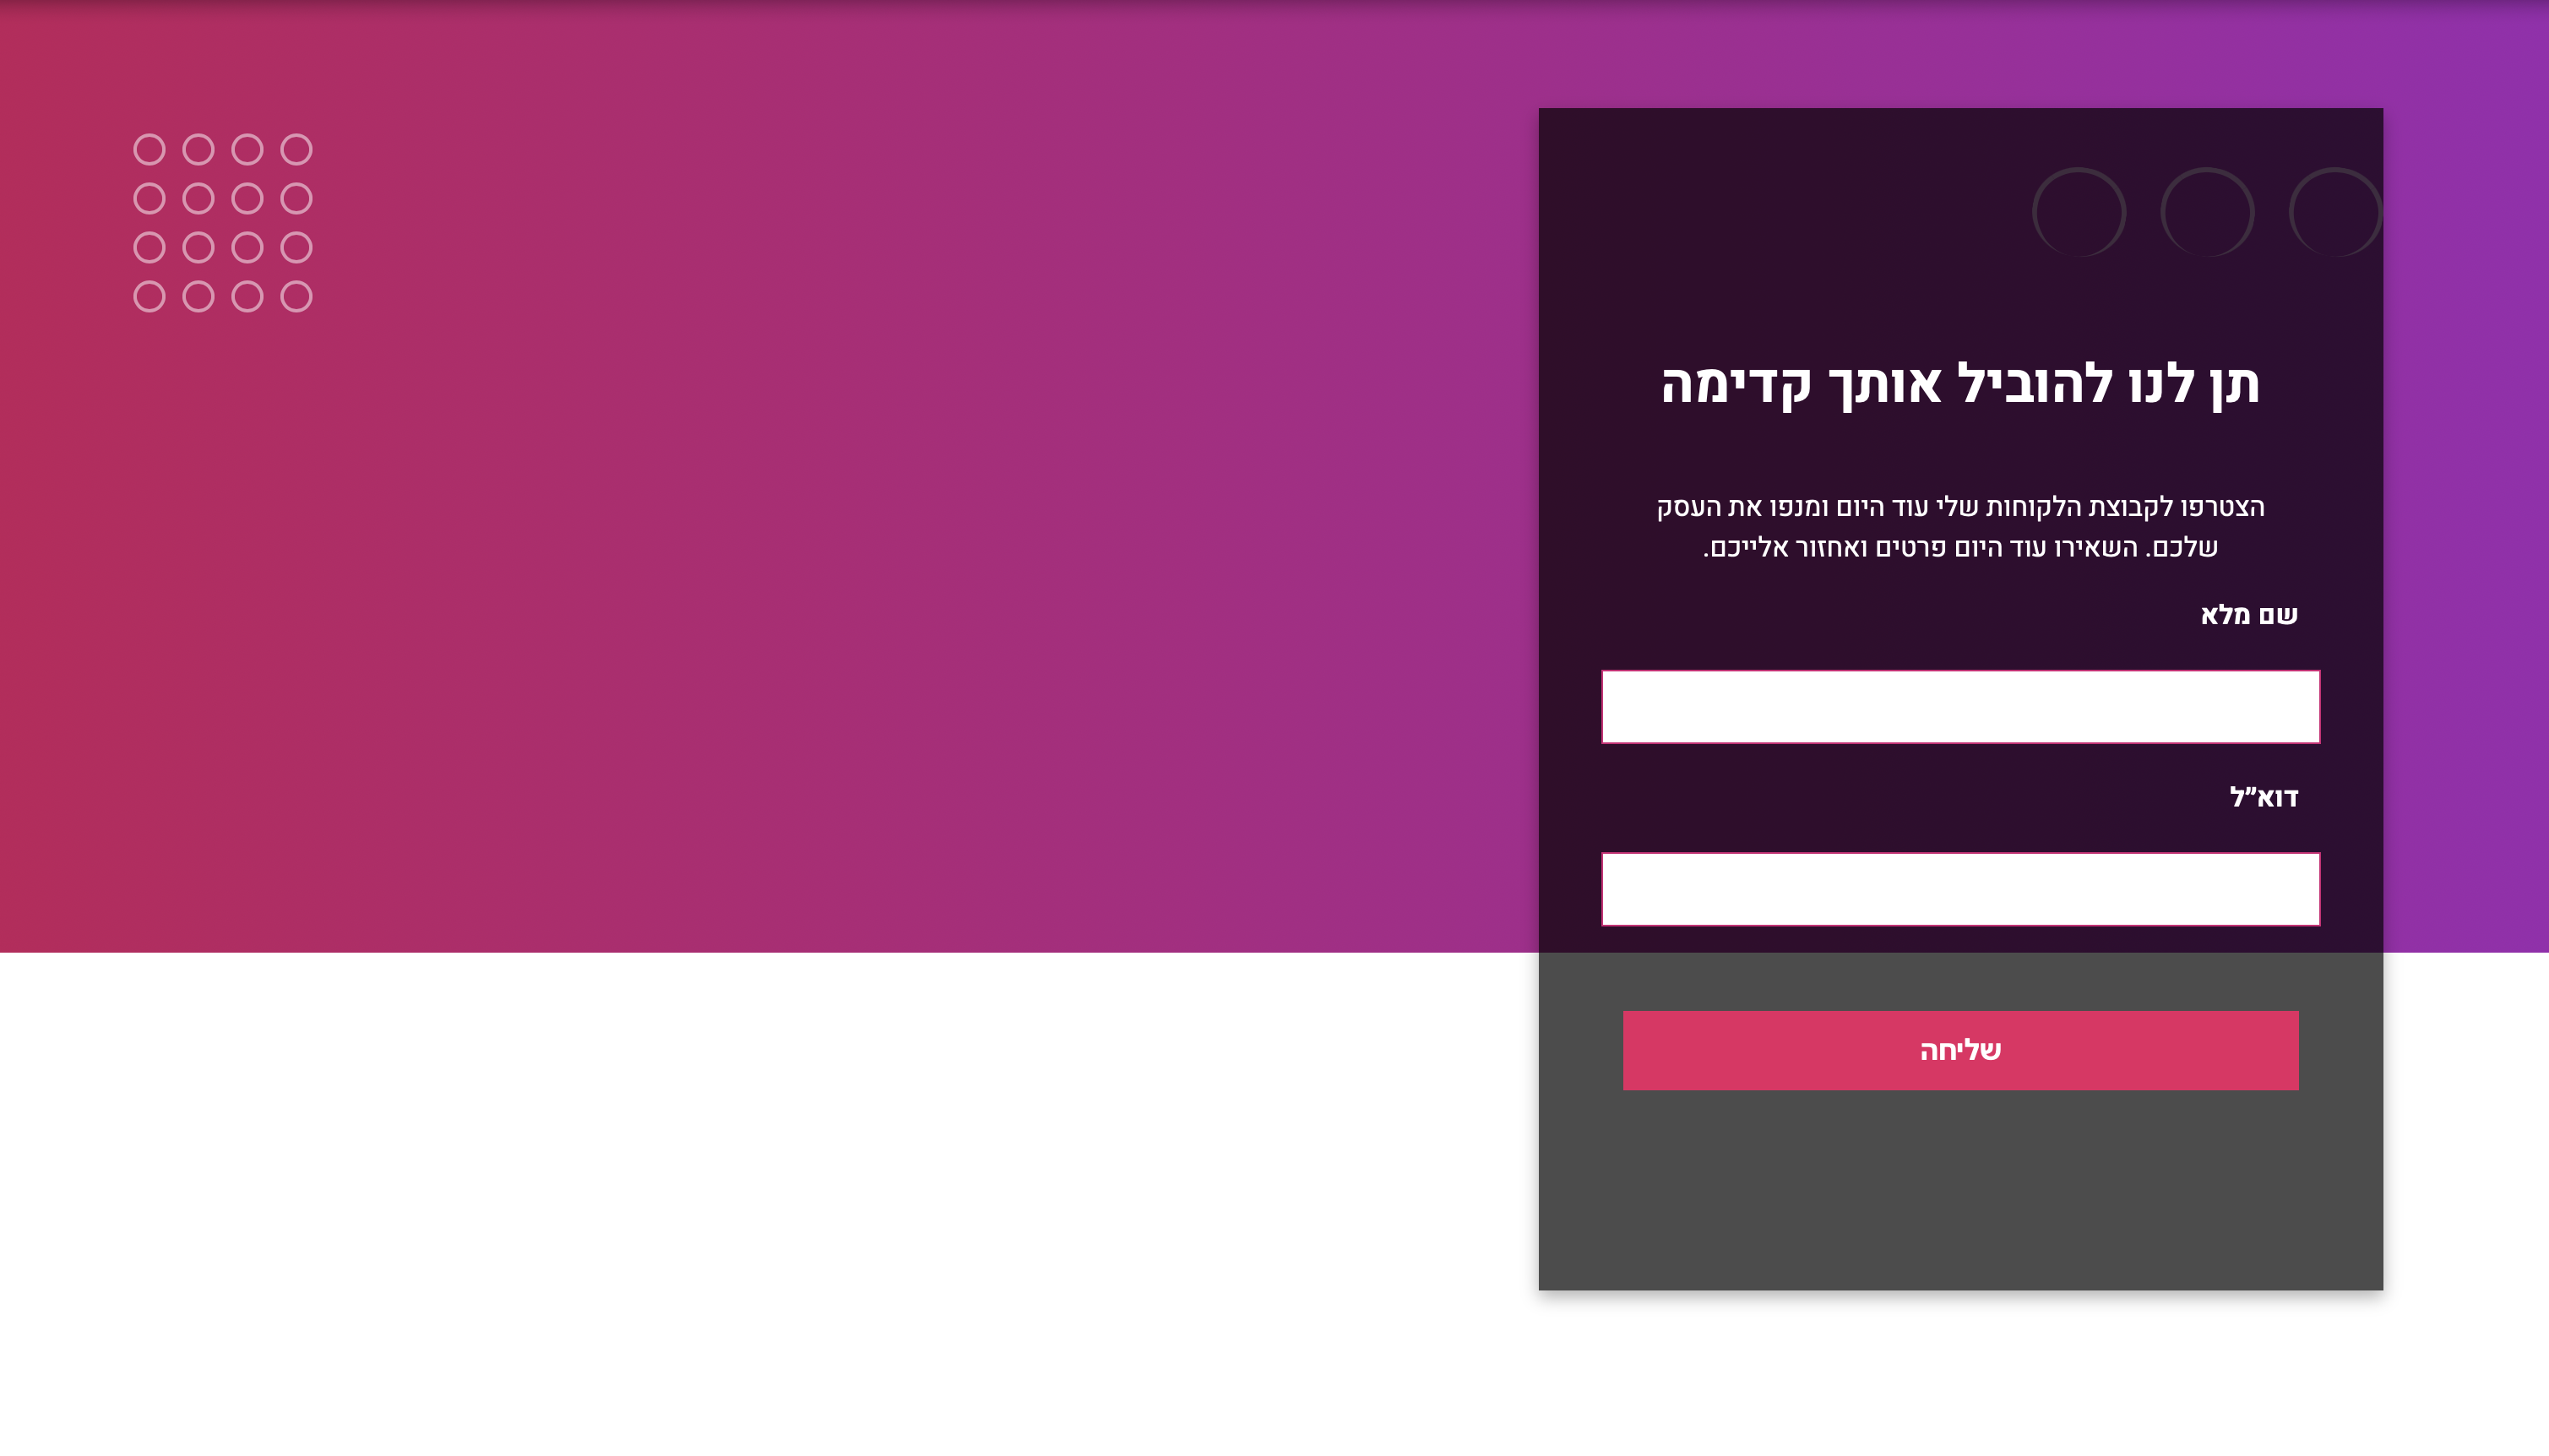 תן לנו להוביל אותך קדימה
הצטרפו לקבוצת הלקוחות שלי עוד היום ומנפו את העסק
שלכם. השאירו עוד היום פרטים ואחזור אלייכם.
שם מלא
דוא״ל
שליחה